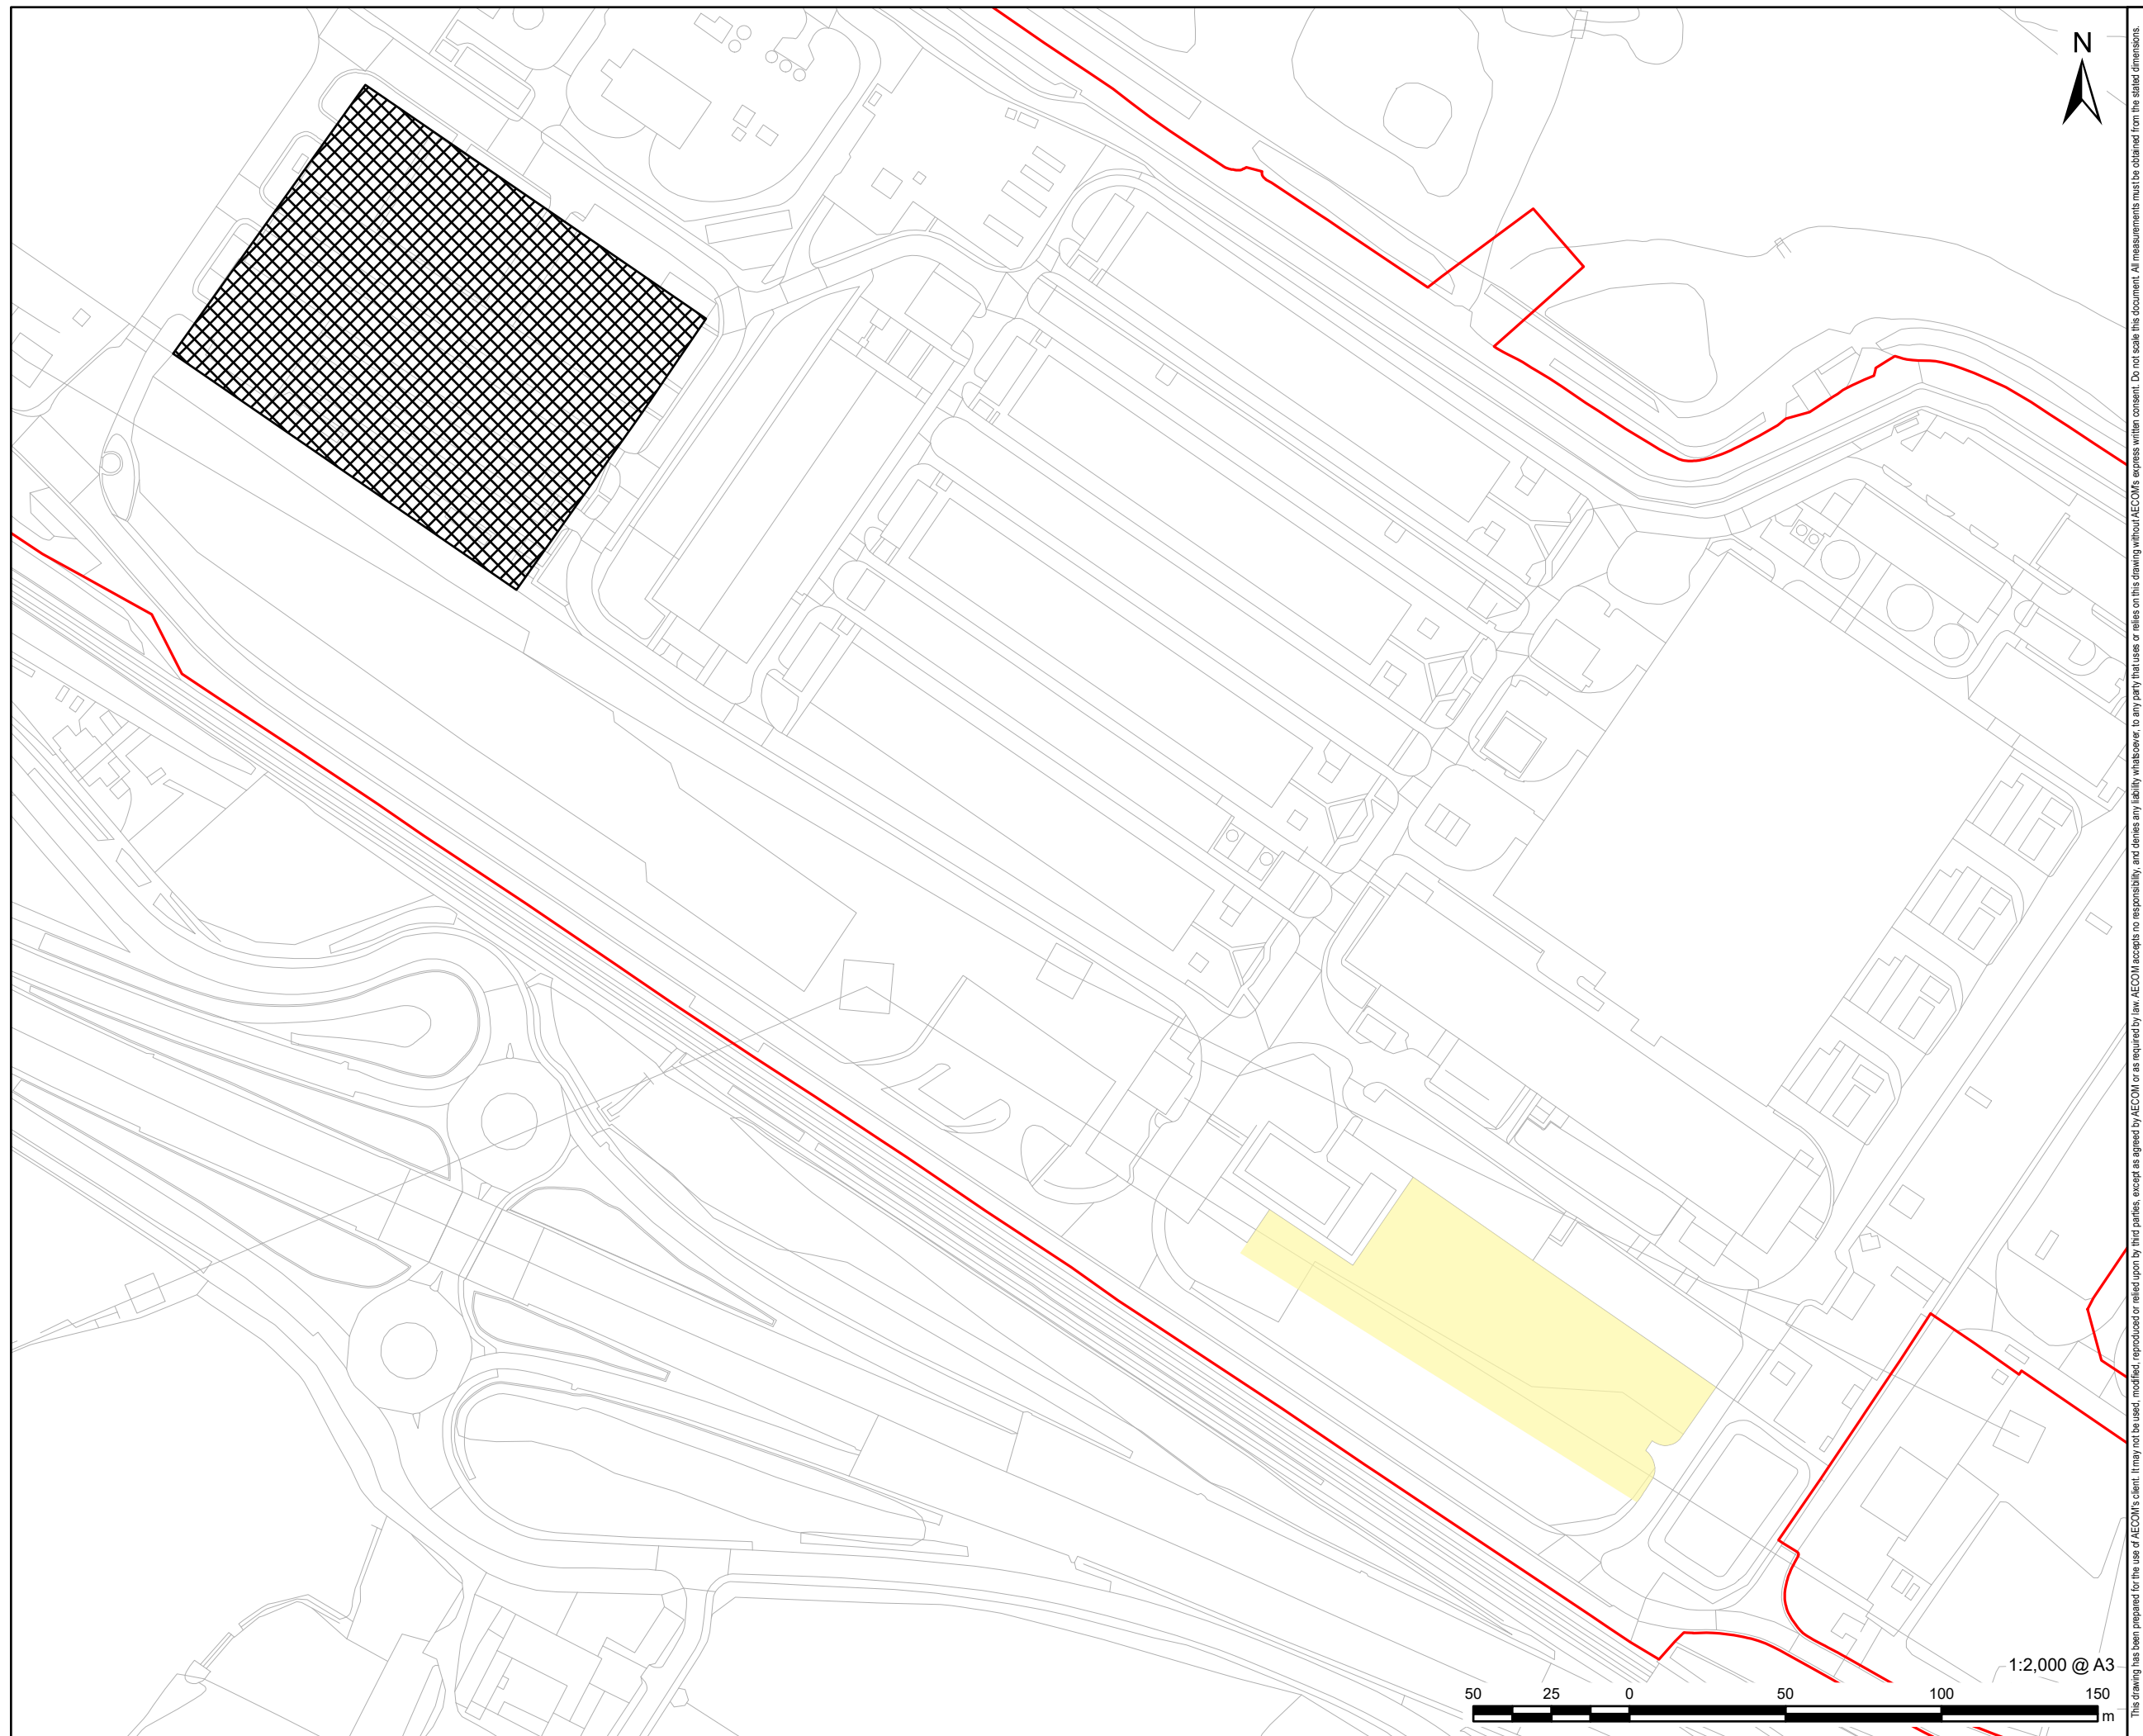 N
This drawing has been prepared for the use of AECOM's client. It may not be used, modified, reproduced or relied upon by third parties, except as agreed by AECOM or as required by law. AECOM accepts no responsibility, and denies any liability whatsoever, to any party that uses or relies on this drawing without AECOM's express written consent. Do not scale this document. All measurements must be obtained from the stated dimensions.
1:2,000 @ A3
50 25 0 50 100 150
m